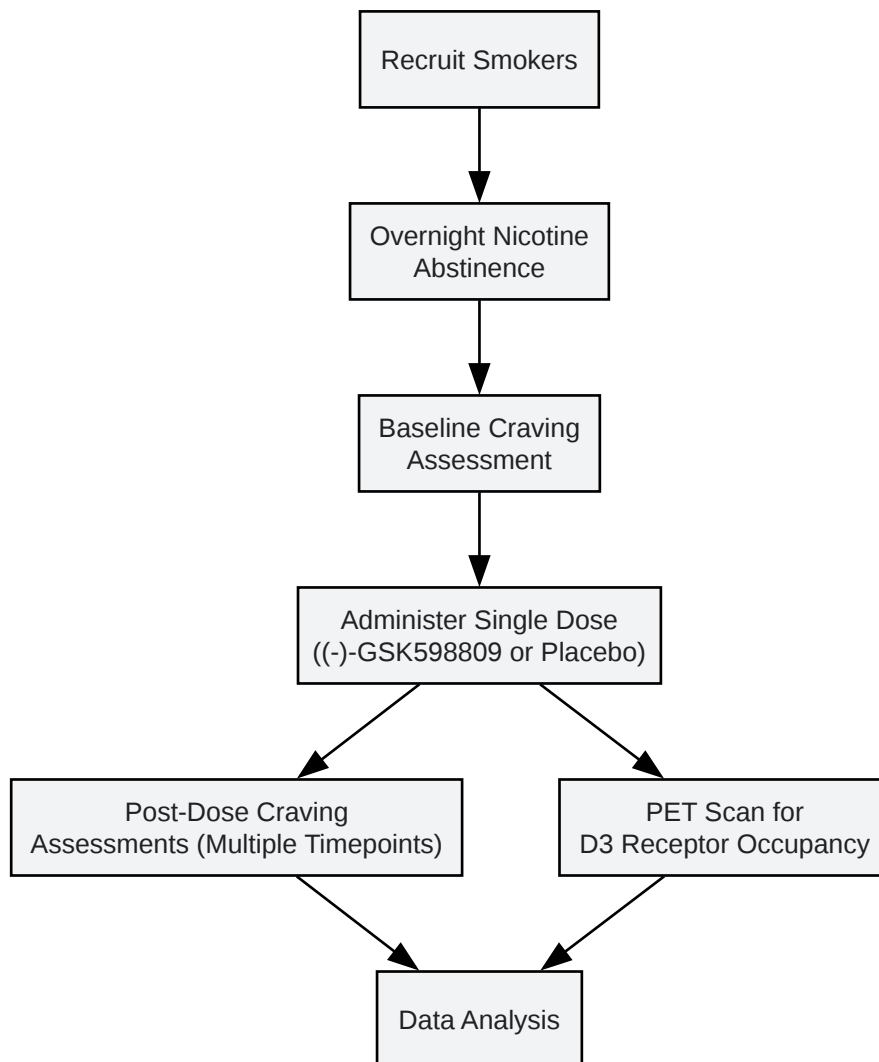 Recruit Smokers
Overnight Nicotine
Abstinence
Baseline Craving
Assessment
Administer Single Dose
((-)-GSK598809 or Placebo)
Post-Dose Craving
Assessments (Multiple Timepoints)
PET Scan for
D3 Receptor Occupancy
Data Analysis